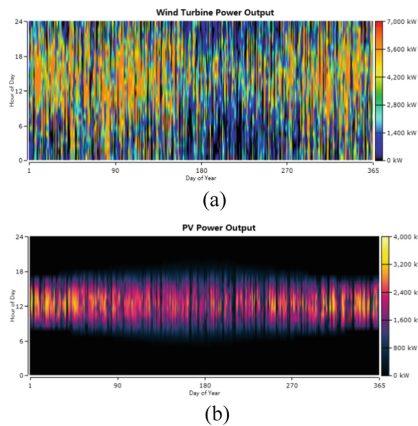 Wind Turbine Power Output
24
18
12
6
0
Hour of Day
1 90 180 270 365
Day of Year
7,000 kW
5,600 kW
4,200 kW
2,800 kW
1,400 kW
0 kW
(a)
PV Power Output
24
18
12
6
0
Hour of Day
1 90 180 270 365
Day of Year
4,000 k
3,200 kW
2,400 kW
1,600 kW
800 kW
0 kW
(b)